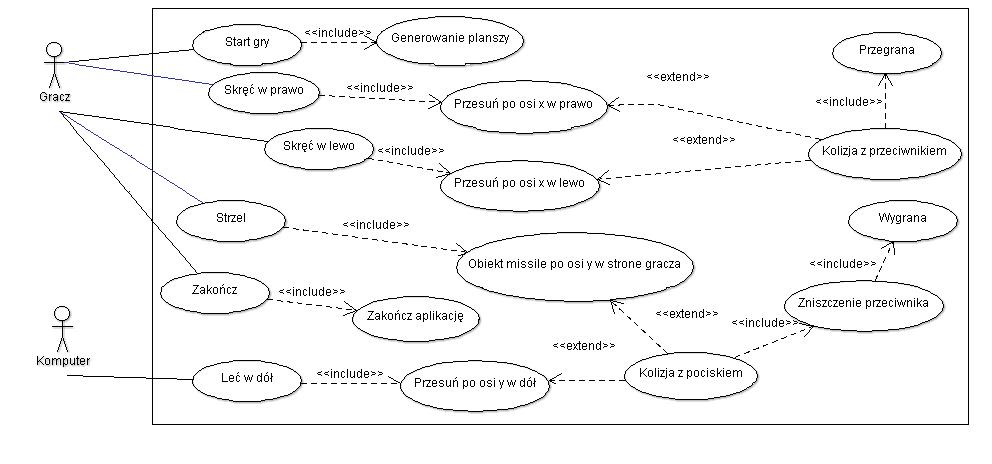 Start gry
<<include>>
Generowanie planszy
Przegrana
Gracz
Skręć w prawo
<<include>>
Przesuń po osi x w prawo
<<extend>>
<<include>>
Skręć w lewo
<<include>>
Przesuń po osi x w lewo
<<extend>>
Kolizja z przeciwnikiem
Strzel
<<include>>
Wygrana
Obiekt missile po osi y w strone gracza
<<include>>
Zakończ
<<include>>
Zakończ aplikację
<<extend>>
<<include>>
Zniszczenie przeciwnika
Komputer
Leć w dół
<<include>>
Przesuń po osi y w dół
<<extend>>
Kolizja z pociskiem